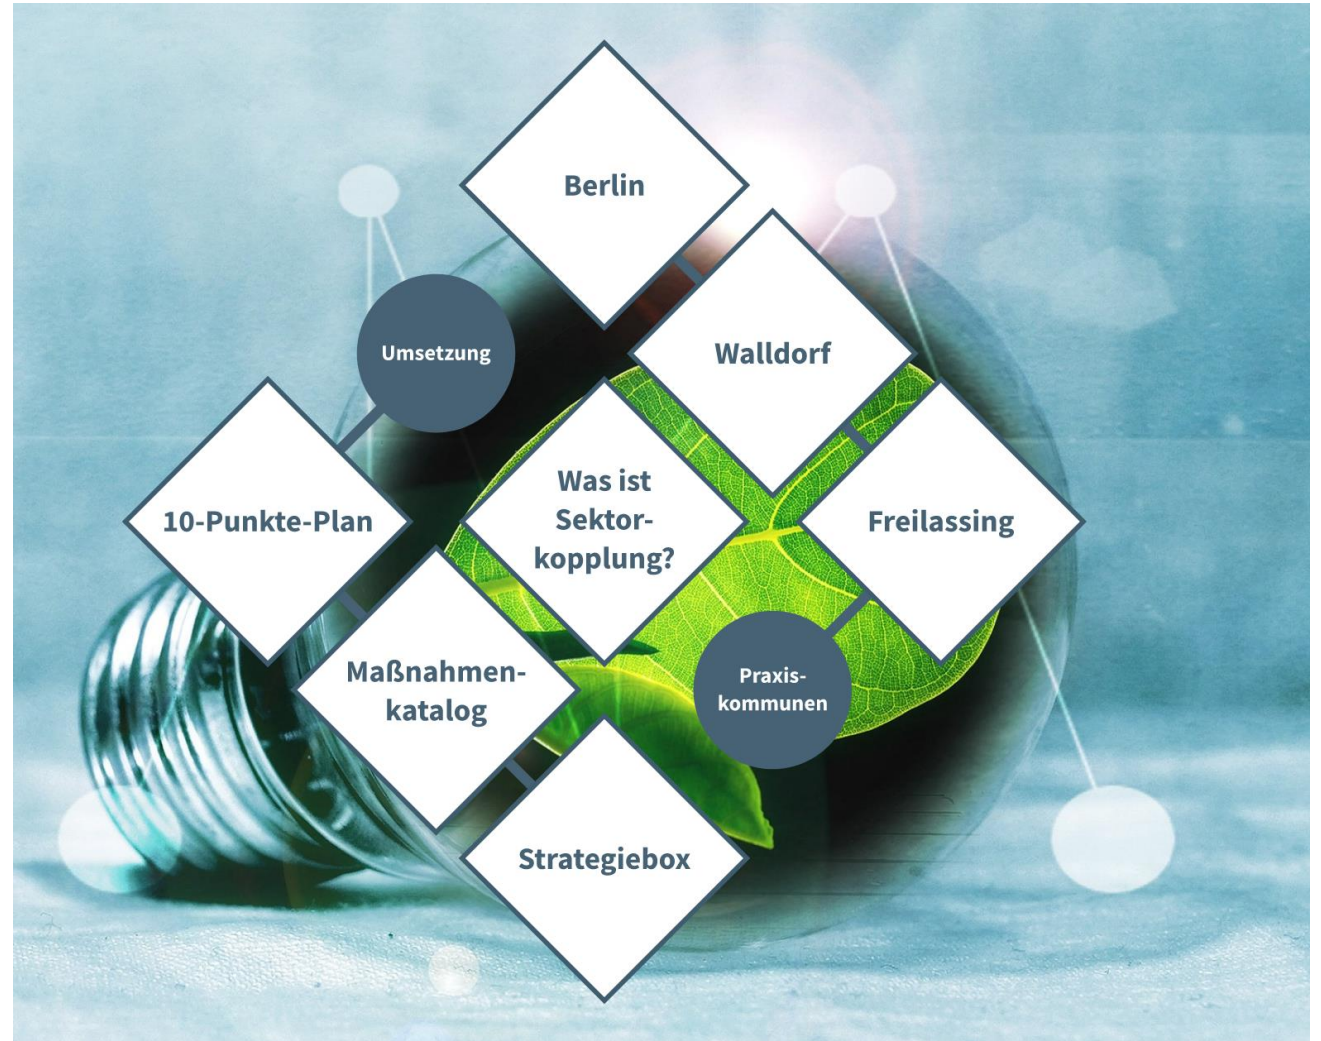 Berlin
Umsetzung
Walldorf
10-Punkte-Plan
Was ist
Sektor-
kopplung?
Freilassing
Maßnahmen-
katalog
Praxis-
kommunen
Strategiebox